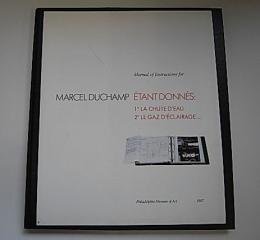 Manual of Instructions for
MARCEL DUCHAMP ÉTANT DONNÉS:
1° LA CHUTE D'EAU
2° LE GAZ D'ÉCLAIRAGE...
Philadelphia Museum of Art 1987